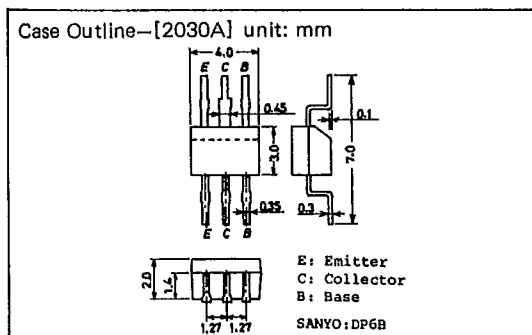 Case Outline—[2030A] unit: mm
4.0
E C B
0.45
0.1
3.0
7.0
0.35
0.3
E C B
2.0
1.4
1.27 1.27
E: Emitter
C: Collector
B: Base
SANYO:DP6B